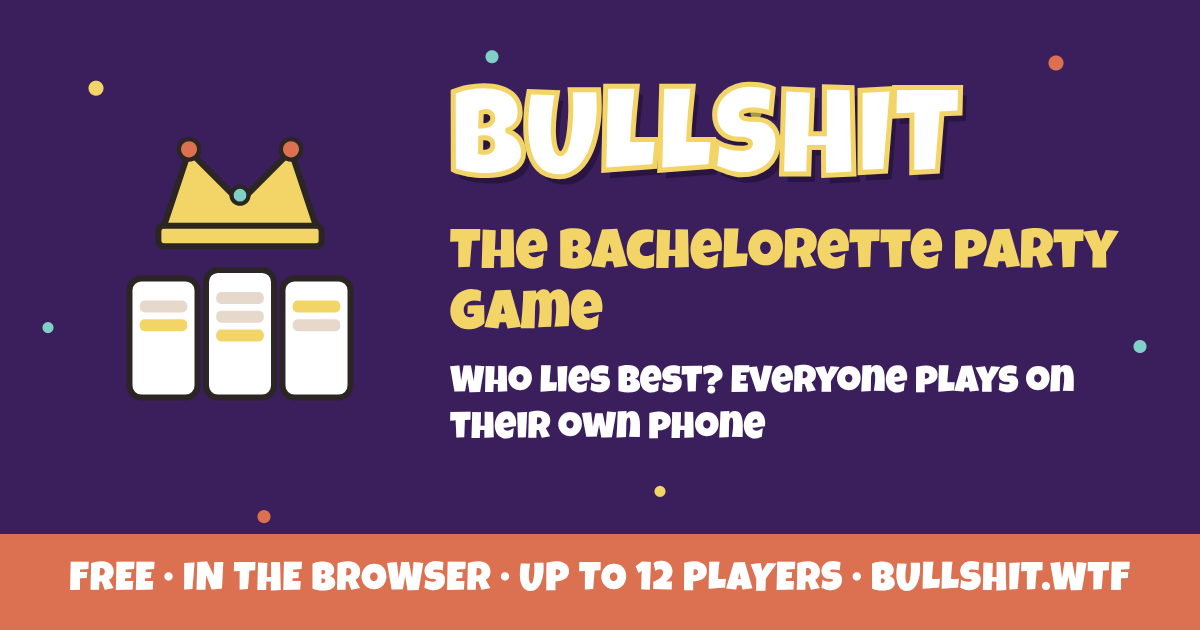 BULLSHIT
THE BACHELORETTE PARTY
GAME
WHO LIES BEST? EVERYONE PLAYS ON
THEIR OWN PHONE
FREE · IN THE BROWSER · UP TO 12 PLAYERS · BULLSHIT.WTF